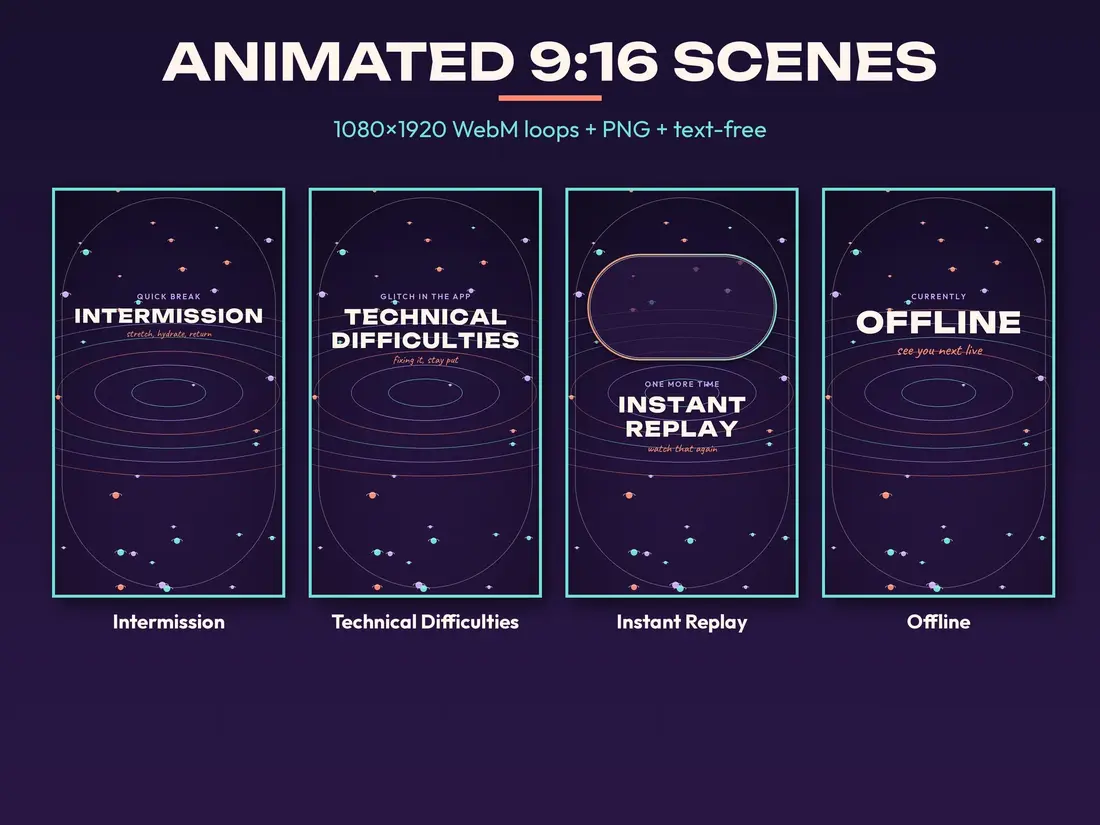 ANIMATED 9:16 SCENES
1080×1920 WebM loops + PNG + text-free
QUICK BREAK
INTERMISSION
stretch, hydrate, return
GLITCH IN THE APP
TECHNICAL
DIFFICULTIES
fixing it, stay put
ONE MORE TIME
INSTANT
REPLAY
watch that again
CURRENTLY
OFFLINE
see you next live
Intermission
Technical Difficulties
Instant Replay
Offline